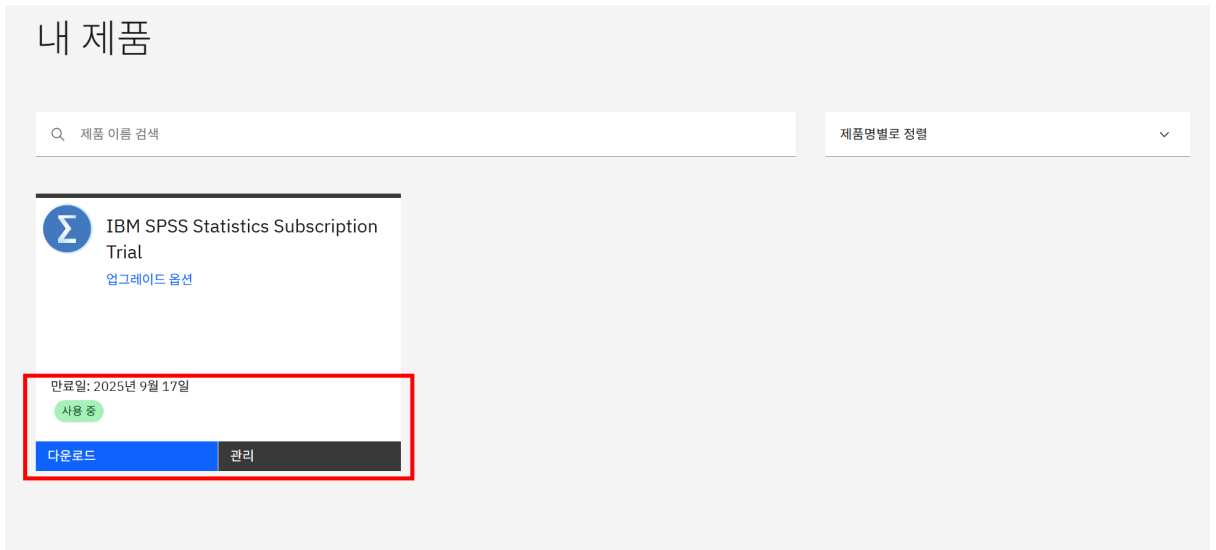 내 제품
제품 이름 검색
제품명별로 정렬
IBM SPSS Statistics Subscription
Trial
업그레이드 옵션
만료일: 2025년 9월 17일
사용 중
다운로드
관리